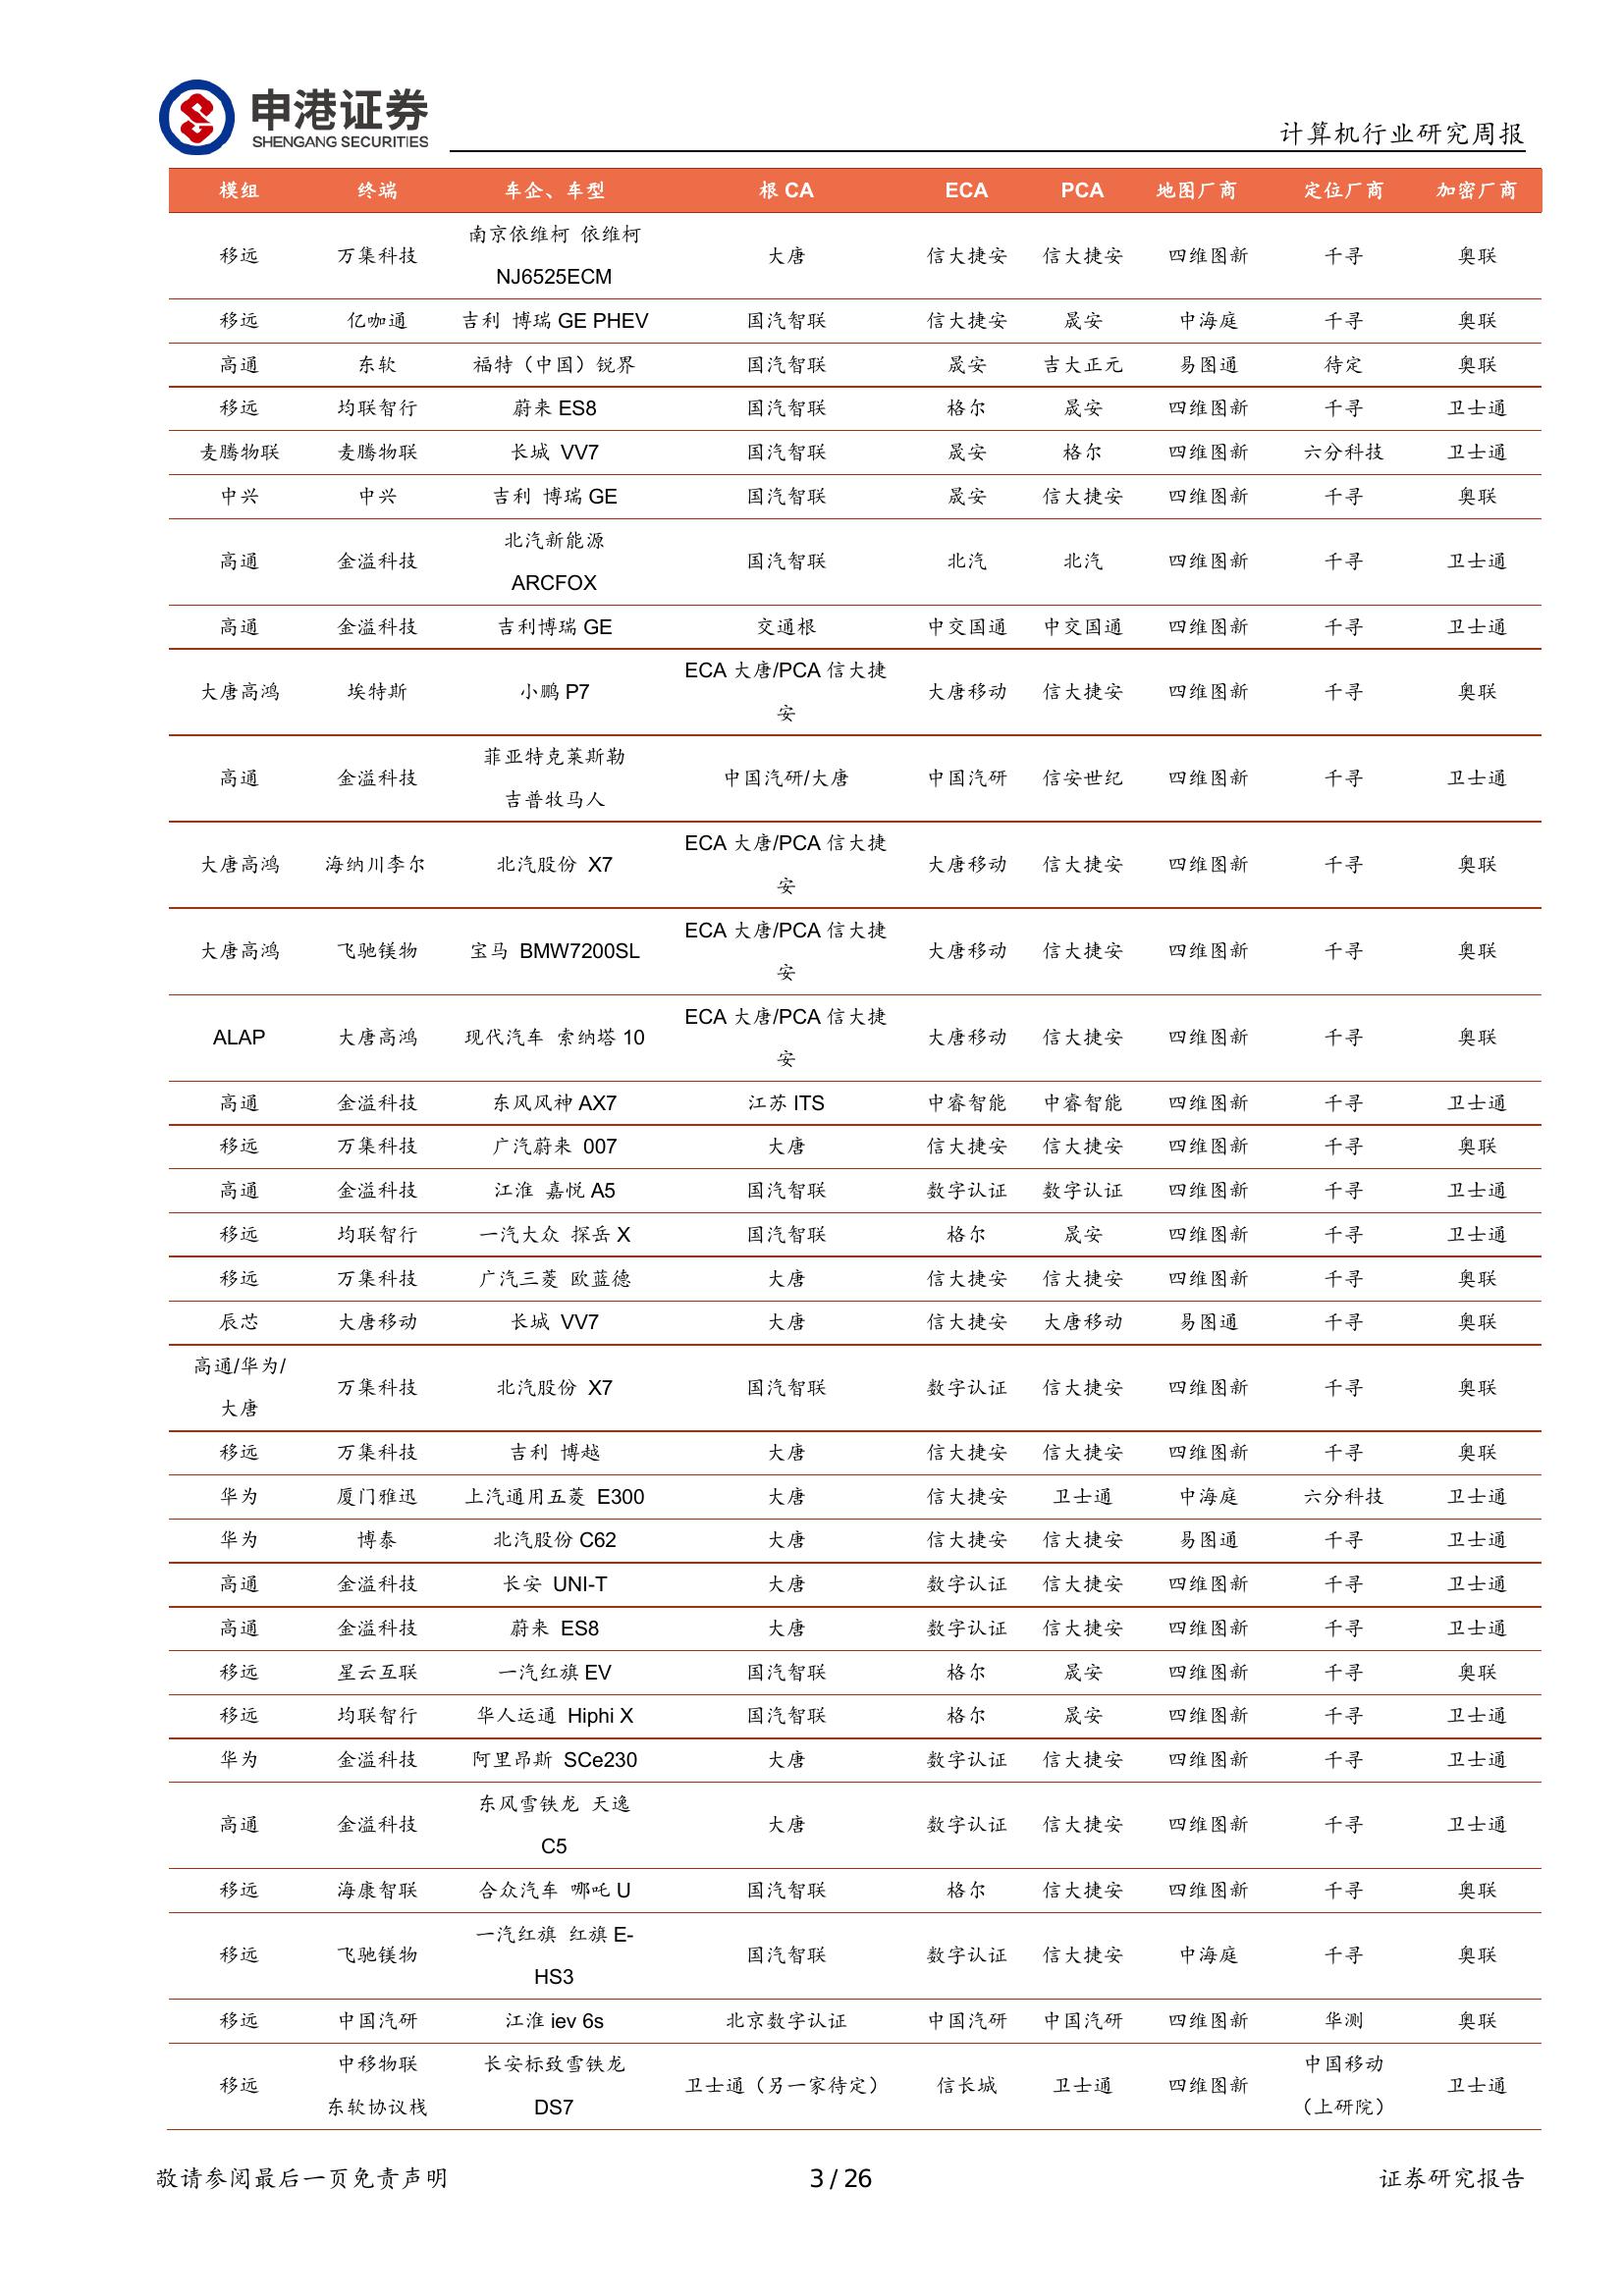 申港证券
SHENGANG SECURITIES
计算机行业研究周报
模组 终端 车企、车型 根 CA ECA PCA 地图厂商 定位厂商 加密厂商
南京依维柯 依维柯
移远 万集科技 大唐 信大捷安 信大捷安 四维图新 千寻 奥联
NJ6525ECM
移远 亿咖通 吉利 博瑞 GE PHEV 国汽智联 信大捷安 晟安 中海庭 千寻 奥联
高通 东软 福特（中国）锐界 国汽智联 晟安 吉大正元 易图通 待定 奥联
移远 均联智行 蔚来 ES8 国汽智联 格尔 晟安 四维图新 千寻 卫士通
麦腾物联 麦腾物联 长城 VV7 国汽智联 晟安 格尔 四维图新 六分科技 卫士通
中兴 中兴 吉利 博瑞 GE 国汽智联 晟安 信大捷安 四维图新 千寻 奥联
北汽新能源
高通 金溢科技 国汽智联 北汽 北汽 四维图新 千寻 卫士通
ARCFOX
高通 金溢科技 吉利博瑞 GE 交通根 中交国通 中交国通 四维图新 千寻 卫士通
ECA 大唐/PCA 信大捷
大唐高鸿 埃特斯 小鹏 P7 大唐移动 信大捷安 四维图新 千寻 奥联
安
菲亚特克莱斯勒
高通 金溢科技 中国汽研/大唐 中国汽研 信安世纪 四维图新 千寻 卫士通
吉普牧马人
ECA 大唐/PCA 信大捷
大唐高鸿 海纳川李尔 北汽股份 X7 大唐移动 信大捷安 四维图新 千寻 奥联
安
ECA 大唐/PCA 信大捷
大唐高鸿 飞驰镁物 宝马 BMW7200SL 大唐移动 信大捷安 四维图新 千寻 奥联
安
ECA 大唐/PCA 信大捷
ALAP 大唐高鸿 现代汽车 索纳塔 10 大唐移动 信大捷安 四维图新 千寻 奥联
安
高通 金溢科技 东风风神 AX7 江苏 ITS 中睿智能 中睿智能 四维图新 千寻 卫士通
移远 万集科技 广汽蔚来 007 大唐 信大捷安 信大捷安 四维图新 千寻 奥联
高通 金溢科技 江淮 嘉悦 A5 国汽智联 数字认证 数字认证 四维图新 千寻 卫士通
移远 均联智行 一汽大众 探岳 X 国汽智联 格尔 晟安 四维图新 千寻 卫士通
移远 万集科技 广汽三菱 欧蓝德 大唐 信大捷安 信大捷安 四维图新 千寻 奥联
辰芯 大唐移动 长城 VV7 大唐 信大捷安 大唐移动 易图通 千寻 奥联
高通/华为/
万集科技 北汽股份 X7 国汽智联 数字认证 信大捷安 四维图新 千寻 奥联
大唐
移远 万集科技 吉利 博越 大唐 信大捷安 信大捷安 四维图新 千寻 奥联
华为 厦门雅迅 上汽通用五菱 E300 大唐 信大捷安 卫士通 中海庭 六分科技 卫士通
华为 博泰 北汽股份 C62 大唐 信大捷安 信大捷安 易图通 千寻 卫士通
高通 金溢科技 长安 UNI-T 大唐 数字认证 信大捷安 四维图新 千寻 卫士通
高通 金溢科技 蔚来 ES8 大唐 数字认证 信大捷安 四维图新 千寻 卫士通
移远 星云互联 一汽红旗 EV 国汽智联 格尔 晟安 四维图新 千寻 奥联
移远 均联智行 华人运通 Hiphi X 国汽智联 格尔 晟安 四维图新 千寻 卫士通
华为 金溢科技 阿里昂斯 SCe230 大唐 数字认证 信大捷安 四维图新 千寻 卫士通
东风雪铁龙 天逸
高通 金溢科技 大唐 数字认证 信大捷安 四维图新 千寻 卫士通
C5
移远 海康智联 合众汽车 哪吒 U 国汽智联 格尔 信大捷安 四维图新 千寻 奥联
一汽红旗 红旗 E-
移远 飞驰镁物 国汽智联 数字认证 信大捷安 中海庭 千寻 奥联
HS3
移远 中国汽研 江淮 iev 6s 北京数字认证 中国汽研 中国汽研 四维图新 华测 奥联
中移物联 长安标致雪铁龙 中国移动
移远 卫士通（另一家待定） 信长城 卫士通 四维图新 卫士通
东软协议栈 DS7 （上研院）
敬请参阅最后一页免责声明 3 / 26 证券研究报告